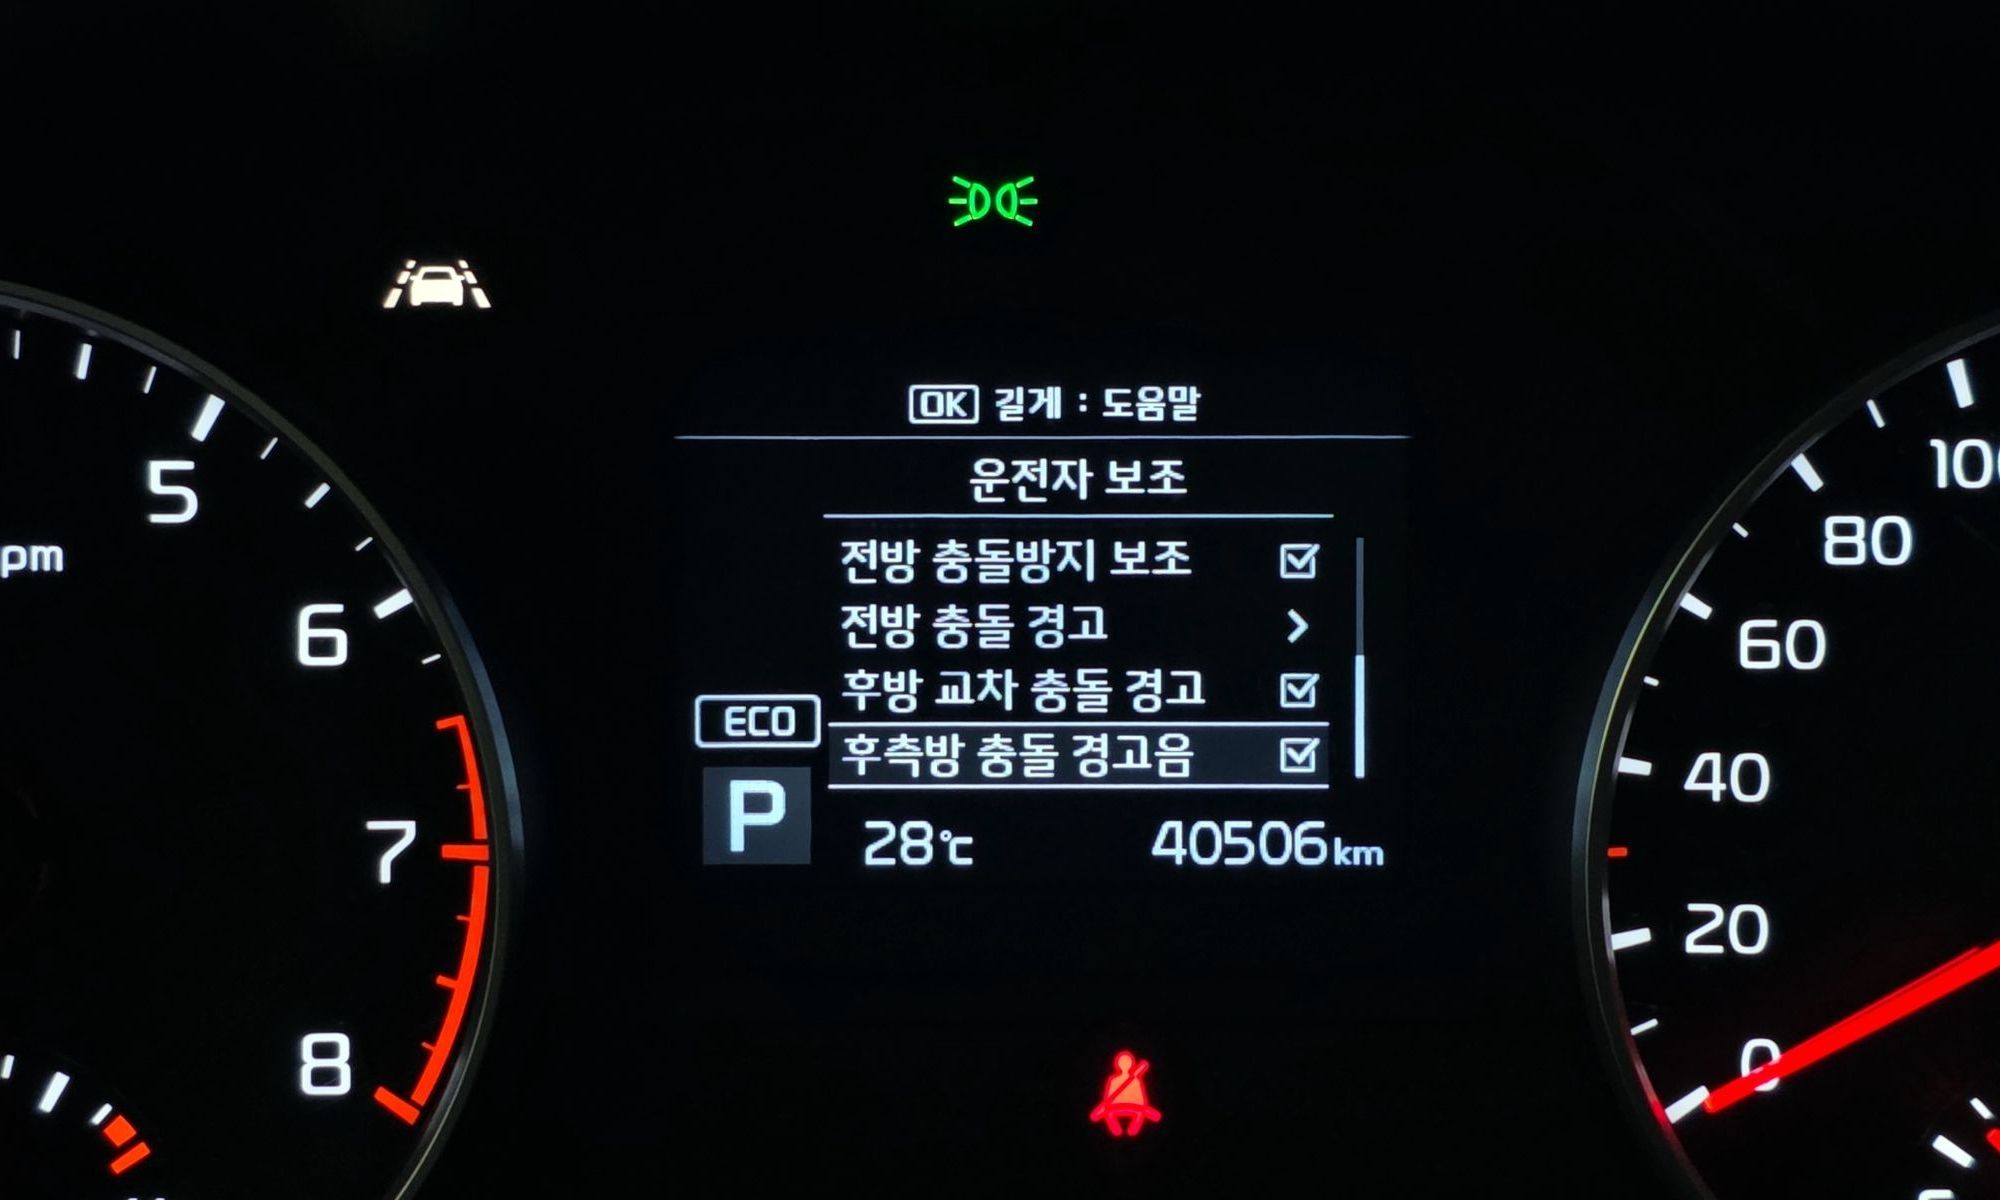 OK 길게 : 도움말
운전자 보조
전방 충돌방지 보조
전방 충돌 경고
후방 교차 충돌 경고
후측방 충돌 경고음
ECO
P
28℃ 40506km
5
pm
6
7
8
100
80
60
40
20
0